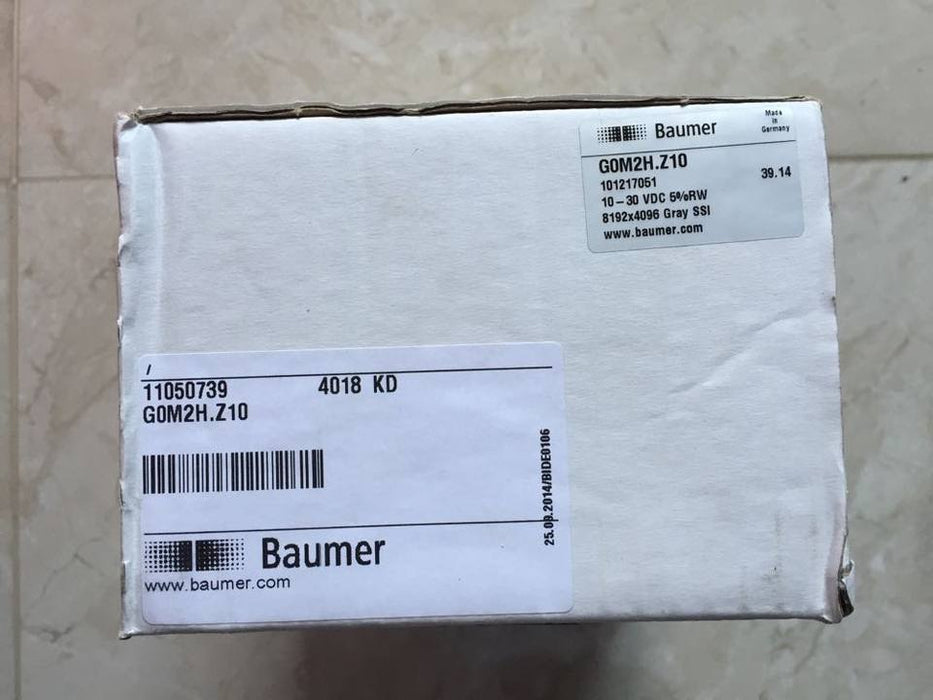 Baumer
Made
in
Germany
G0M2H.Z10
101217051
39.14
10–30 VDC 5%RW
8192x4096 Gray SSI
www.baumer.com
/
11050739 4018 KD
G0M2H.Z10
25.09.2014/BIDE0106
Baumer
www.baumer.com